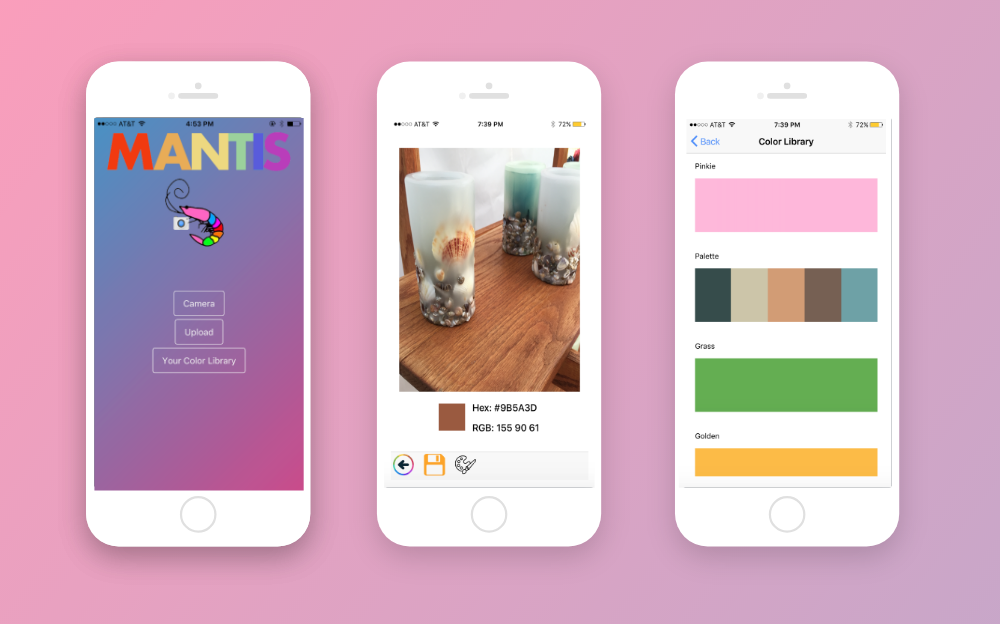 AT&T 4:53 PM
MANTIS
Camera
Upload
Your Color Library
AT&T 7:39 PM 72%
Hex: #9B5A3D
RGB: 155 90 61
AT&T 7:39 PM 72%
Back Color Library
Pinkie
Palette
Grass
Golden